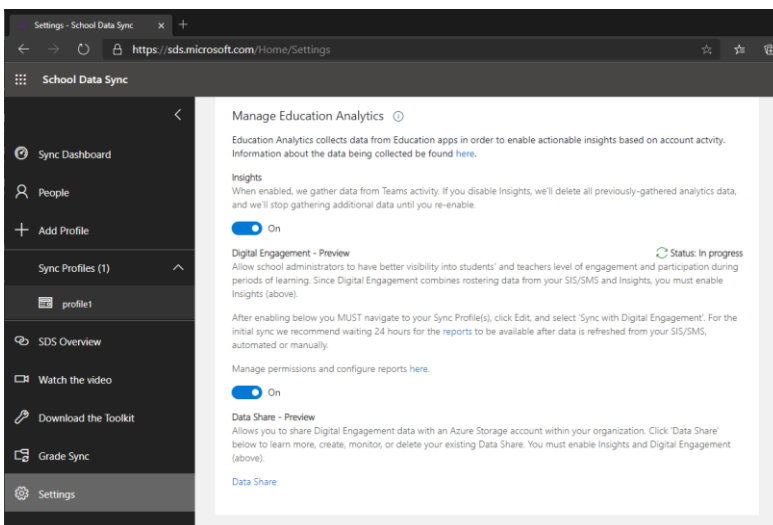 Settings - School Data Sync
https://sds.microsoft.com/Home/Settings
School Data Sync
Sync Dashboard
People
Add Profile
Sync Profiles (1)
profile1
SDS Overview
Watch the video
Download the Toolkit
Grade Sync
Settings
Manage Education Analytics
Education Analytics collects data from Education apps in order to enable actionable insights based on account actvity.
Information about the data being collected be found here.
Insights
When enabled, we gather data from Teams activity. If you disable Insights, we'll delete all previously-gathered analytics data,
and we'll stop gathering additional data until you re-enable.
On
Digital Engagement - Preview
Status: In progress
Allow school administrators to have better visibility into students' and teachers level of engagement and participation during
periods of learning. Since Digital Engagement combines rostering data from your SIS/SMS and Insights, you must enable
Insights (above).
After enabling below you MUST navigate to your Sync Profile(s), click Edit, and select 'Sync with Digital Engagement'. For the
initial sync we recommend waiting 24 hours for the reports to be available after data is refreshed from your SIS/SMS,
automated or manually.
Manage permissions and configure reports here.
On
Data Share - Preview
Allows you to share Digital Engagement data with an Azure Storage account within your organization. Click 'Data Share'
below to learn more, create, monitor, or delete your existing Data Share. You must enable Insights and Digital Engagement
(above).
Data Share